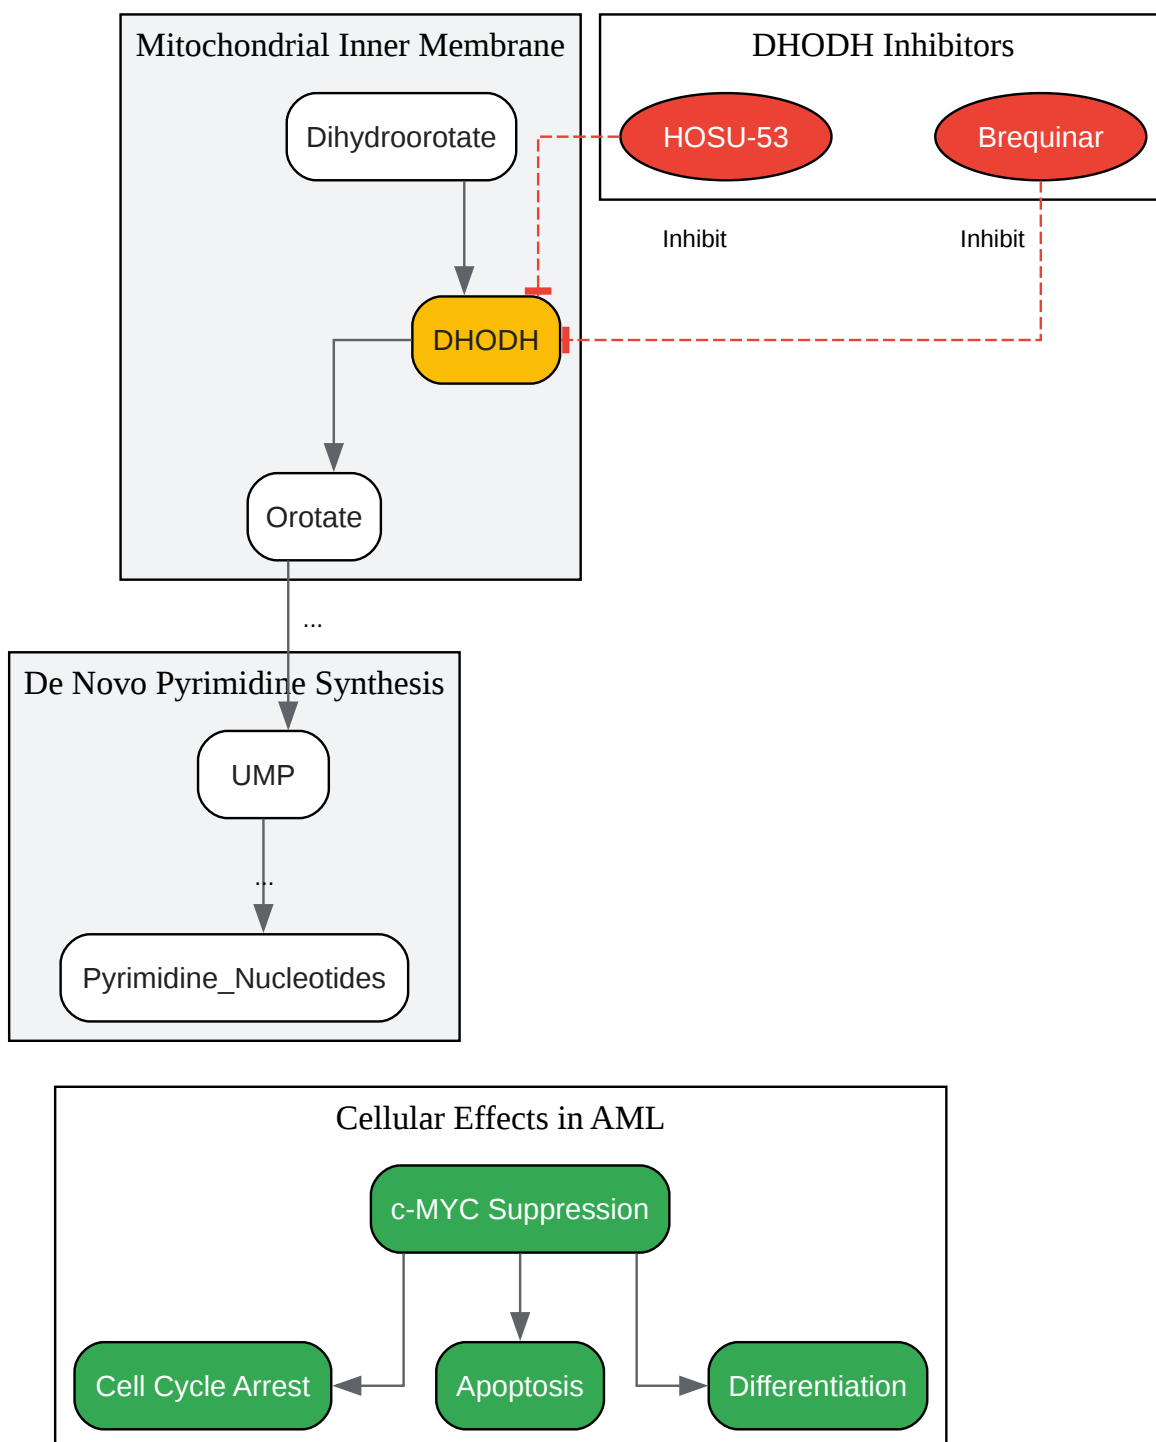 Mitochondrial Inner Membrane
DHODH Inhibitors
Dihydroorotate
HOSU-53
Brequinar
Inhibit
Inhibit
DHODH
Orotate
...
De Novo Pyrimidine Synthesis
UMP
...
Pyrimidine_Nucleotides
Cellular Effects in AML
c-MYC Suppression
Cell Cycle Arrest
Apoptosis
Differentiation